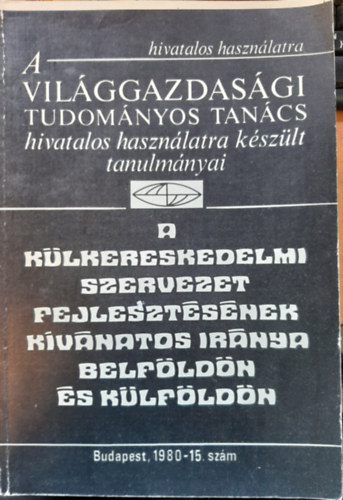 hivatalos használatra
A
VILÁGGAZDASÁGI
TUDOMÁNYOS TANÁCS
hivatalos használatra készült
tanulmányai
A
KÜLKERESKEDELMI
SZERVEZET
FEJLESZTÉSÉNEK
KÍVÁNATOS IRÁNYA
BELFÖLDÖN
ÉS KÜLFÖLDÖN
Budapest, 1980-15. szám